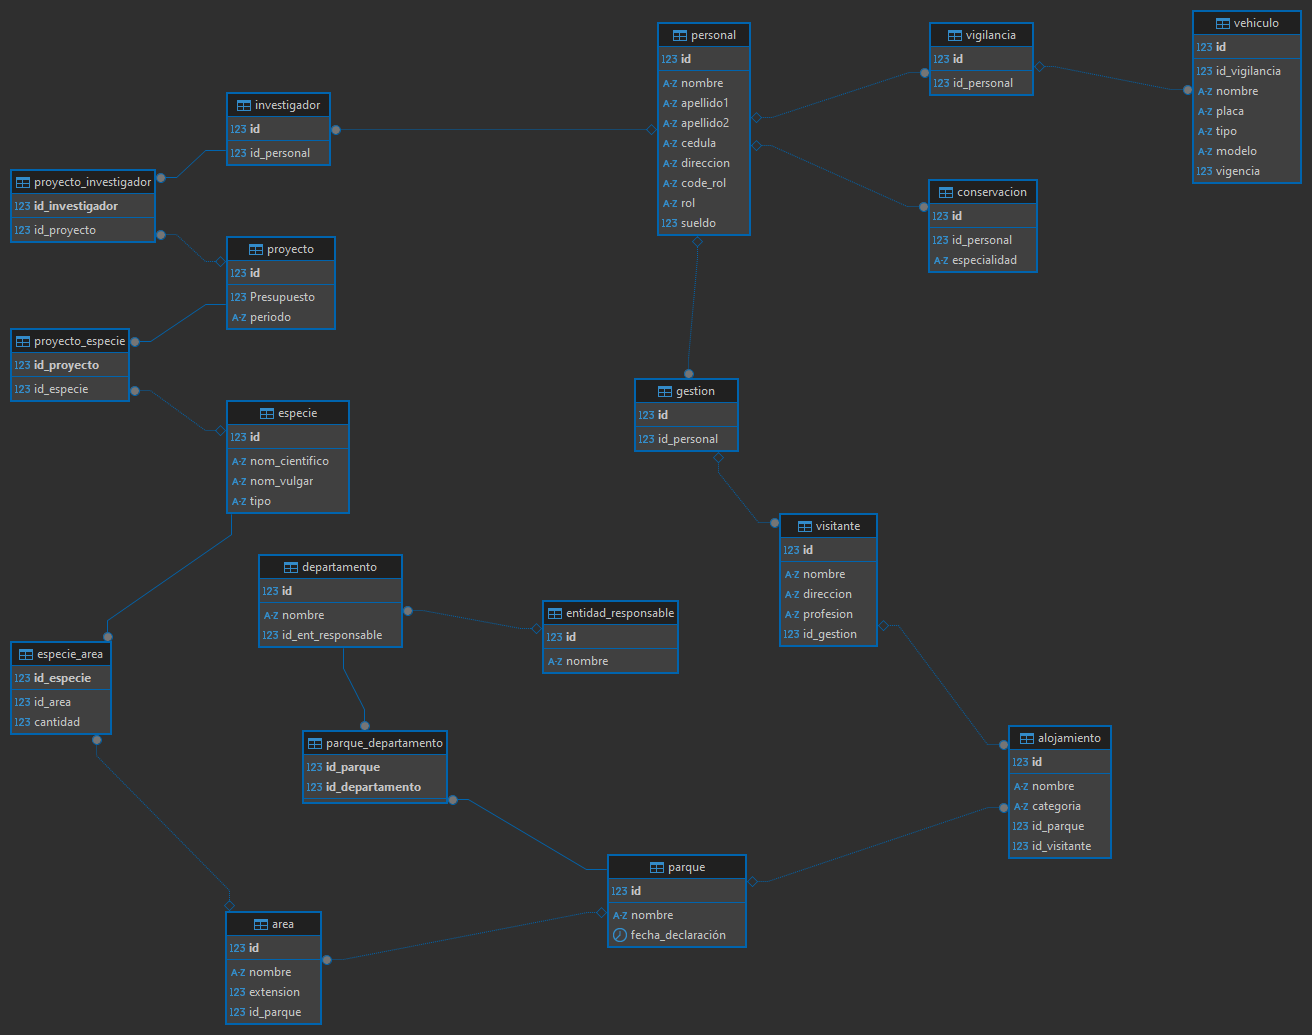 personal
123 id
A-Z nombre
A-Z apellido1
A-Z apellido2
A-Z cedula
A-Z direccion
A-Z code_rol
A-Z rol
123 sueldo
vigilancia
123 id
123 id_personal
vehiculo
123 id
123 id_vigilancia
A-Z nombre
A-Z placa
A-Z tipo
A-Z modelo
123 vigencia
investigador
123 id
123 id_personal
proyecto_investigador
123 id_investigador
123 id_proyecto
conservacion
123 id
123 id_personal
A-Z especialidad
proyecto
123 id
123 Presupuesto
A-Z periodo
proyecto_especie
123 id_proyecto
123 id_especie
gestion
123 id
123 id_personal
especie
123 id
A-Z nom_cientifico
A-Z nom_vulgar
A-Z tipo
visitante
123 id
A-Z nombre
A-Z direccion
A-Z profesion
123 id_gestion
departamento
123 id
A-Z nombre
123 id_ent_responsable
entidad_responsable
123 id
A-Z nombre
especie_area
123 id_especie
123 id_area
123 cantidad
parque_departamento
123 id_parque
123 id_departamento
alojamiento
123 id
A-Z nombre
A-Z categoria
123 id_parque
123 id_visitante
parque
123 id
A-Z nombre
fecha_declaración
area
123 id
A-Z nombre
123 extension
123 id_parque